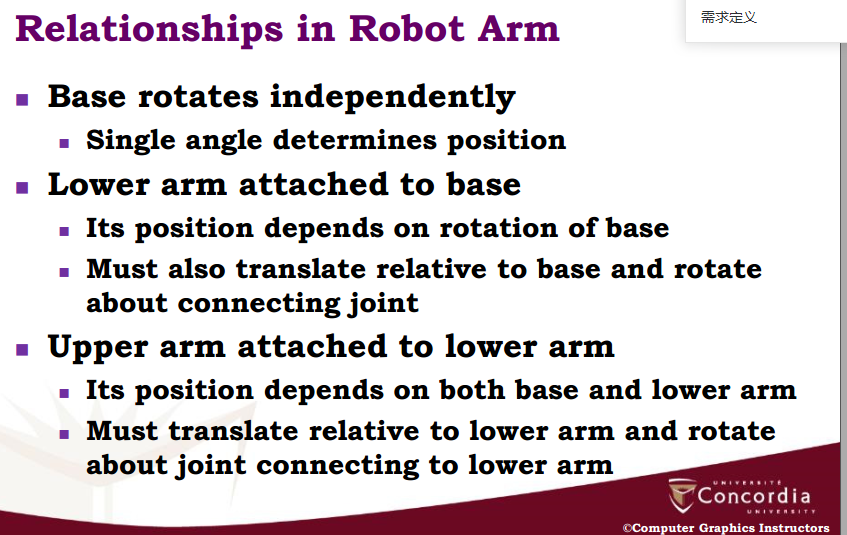 Relationships in Robot Arm
需求定义
Base rotates independently
Single angle determines position
Lower arm attached to base
Its position depends on rotation of base
Must also translate relative to base and rotate
about connecting joint
Upper arm attached to lower arm
Its position depends on both base and lower arm
Must translate relative to lower arm and rotate
about joint connecting to lower arm
UNIVERSITÉ
Concordia
UNIVERSITY
©Computer Graphics Instructors